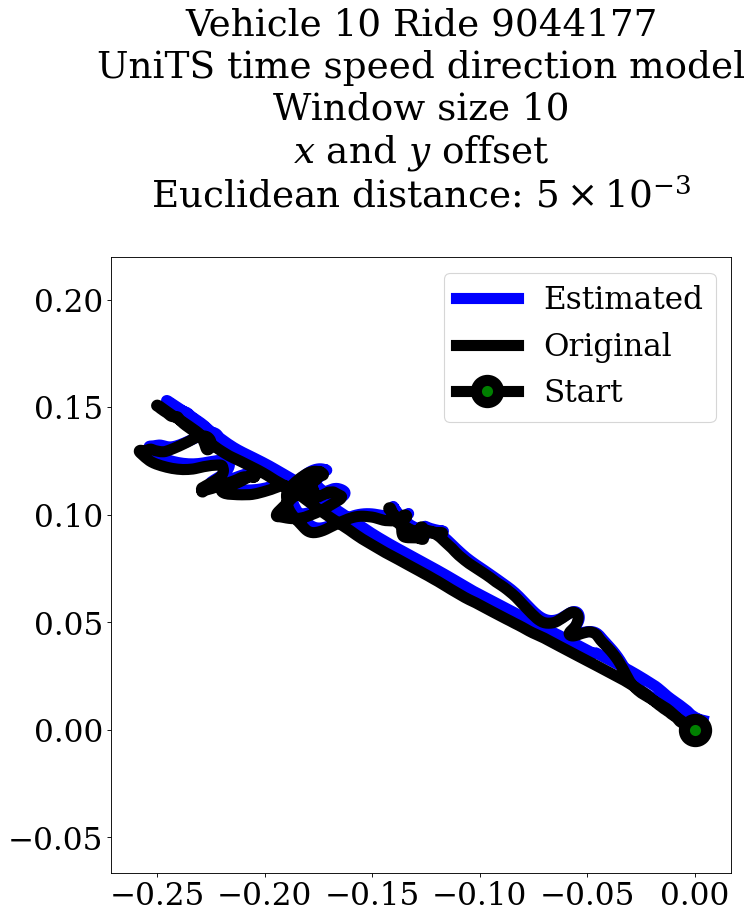 Vehicle 10 Ride 9044177
UniTS time speed direction model
Window size 10
x and y offset
Euclidean distance: 5 × 10⁻³
Estimated
Original
Start
0.20
0.15
0.10
0.05
0.00
−0.05
−0.25 −0.20 −0.15 −0.10 −0.05 0.00